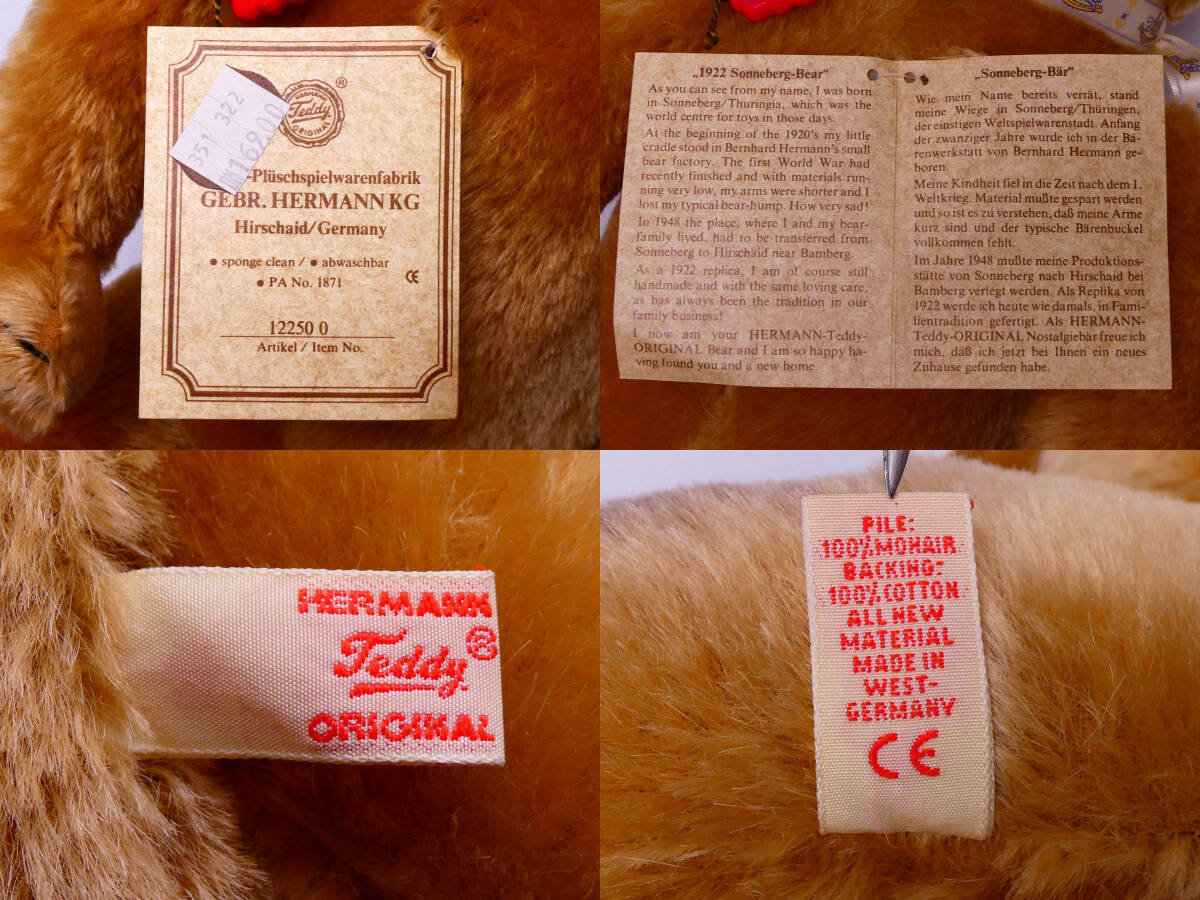 HERMANN
Teddy
ORIGINAL
®
351 322
DM 169.00
-Plüschspielwarenfabrik
GEBR. HERMANN KG
Hirschaid/Germany
• sponge clean / • abwaschbar
• PA No. 1871
CE
12250 0
Artikel / Item No.
„1922 Sonneberg-Bear“
As you can see from my name, I was born
in Sonneberg/Thuringia, which was the
world centre for toys in those days.
At the beginning of the 1920's my little
cradle stood in Bernhard Hermann's small
bear factory. The first World War had
recently finished and with materials run-
ning very low, my arms were shorter and I
lost my typical bear-hump. How very sad!
In 1948 the place, where I and my bear-
family lived, had to be transferred from
Sonneberg to Hirschaid near Bamberg.
As a 1922 replica, I am of course still
handmade and with the same loving care,
as has always been the tradition in our
family business!
I now am your HERMANN-Teddy-
ORIGINAL Bear and I am so happy ha-
ving found you and a new home.
„Sonneberg-Bär“
Wie mein Name bereits verrät, stand
meine Wiege in Sonneberg/Thüringen,
der einstigen Weltspielwarenstadt. Anfang
der zwanziger Jahre wurde ich in der Bä-
renwerkstatt von Bernhard Hermann ge-
boren.
Meine Kindheit fiel in die Zeit nach dem 1.
Weltkrieg. Material mußte gespart werden
und so ist es zu verstehen, daß meine Arme
kurz sind und der typische Bärenbuckel
vollkommen fehlt.
Im Jahre 1948 mußte meine Produktions-
stätte von Sonneberg nach Hirschaid bei
Bamberg verlegt werden. Als Replika von
1922 werde ich heute wie damals, in Fami-
lientradition gefertigt. Als HERMANN-
Teddy-ORIGINAL Nostalgiebär freue ich
mich, daß ich jetzt bei Ihnen ein neues
Zuhause gefunden habe.
HERMANN
Teddy®
ORIGINAL
PILE:
100% MOHAIR
BACKING:
100% COTTON
ALL NEW
MATERIAL
MADE IN
WEST-
GERMANY
CE